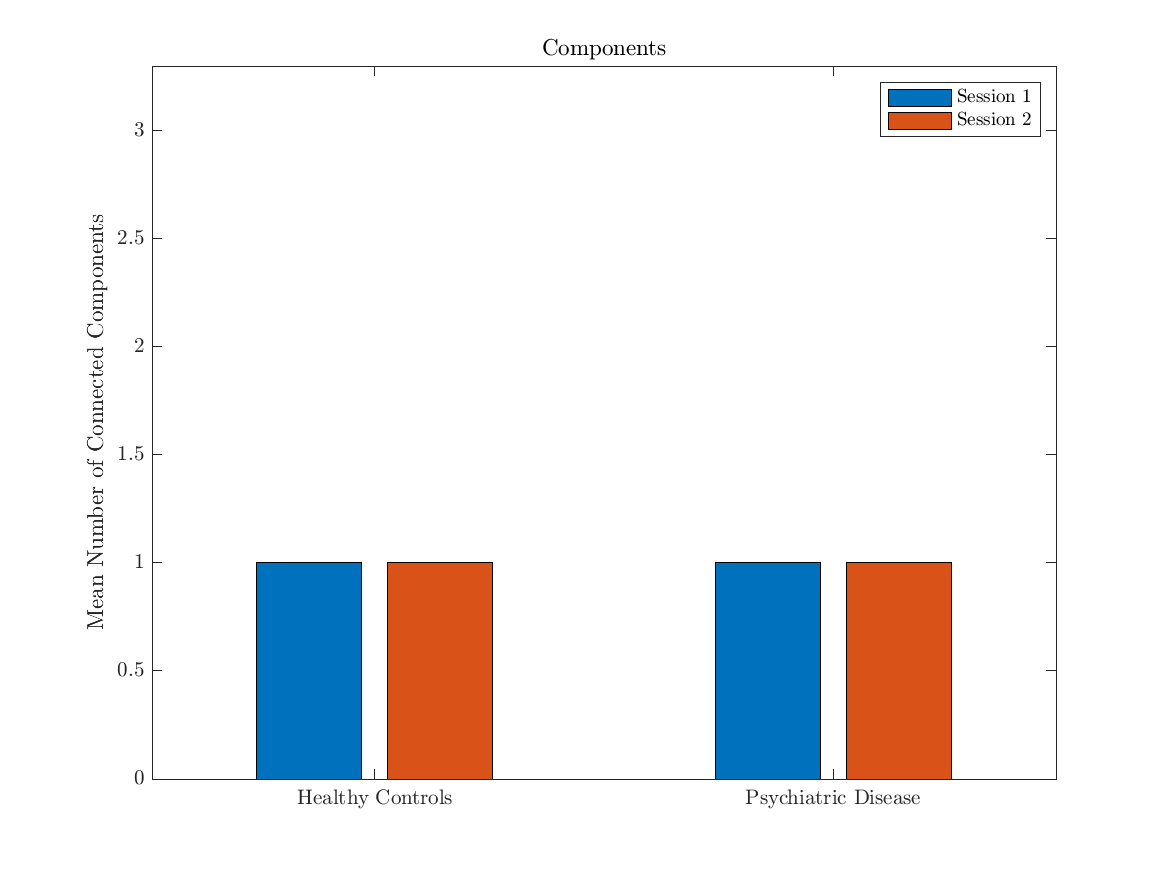 Components
Session 1
Session 2
Mean Number of Connected Components
3
2.5
2
1.5
1
0.5
0
Healthy Controls
Psychiatric Disease